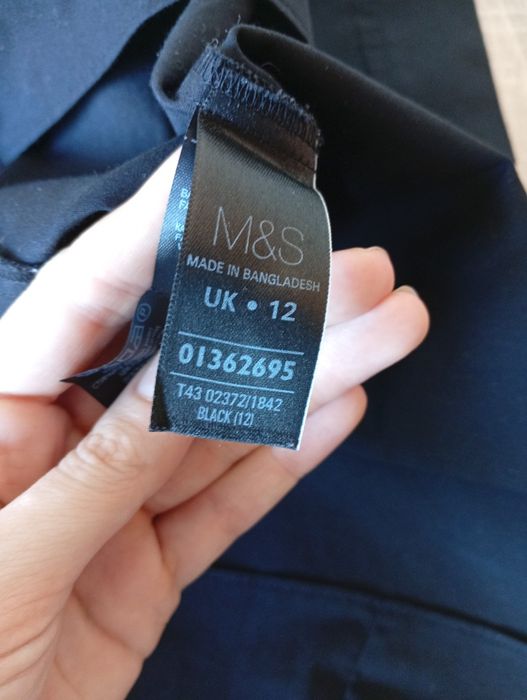 M&S
MADE IN BANGLADESH
UK • 12
01362695
T43 02372/1842
BLACK (12)